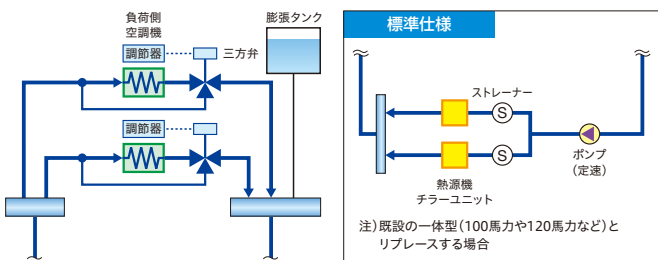 負荷側
空調機
膨張タンク
調節器
三方弁
調節器
標準仕様
ストレーナー
S
S
ポンプ
(定速)
熱源機
チラーユニット
注)既設の一体型(100馬力や120馬力など)と
リプレースする場合